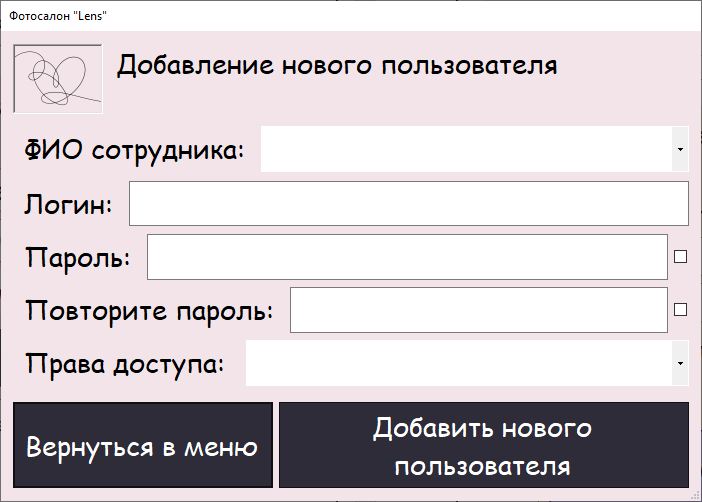 Фотосалон "Lens"
Добавление нового пользователя
ФИО сотрудника:
Логин:
Пароль:
Повторите пароль:
Права доступа:
Вернуться в меню
Добавить нового
пользователя